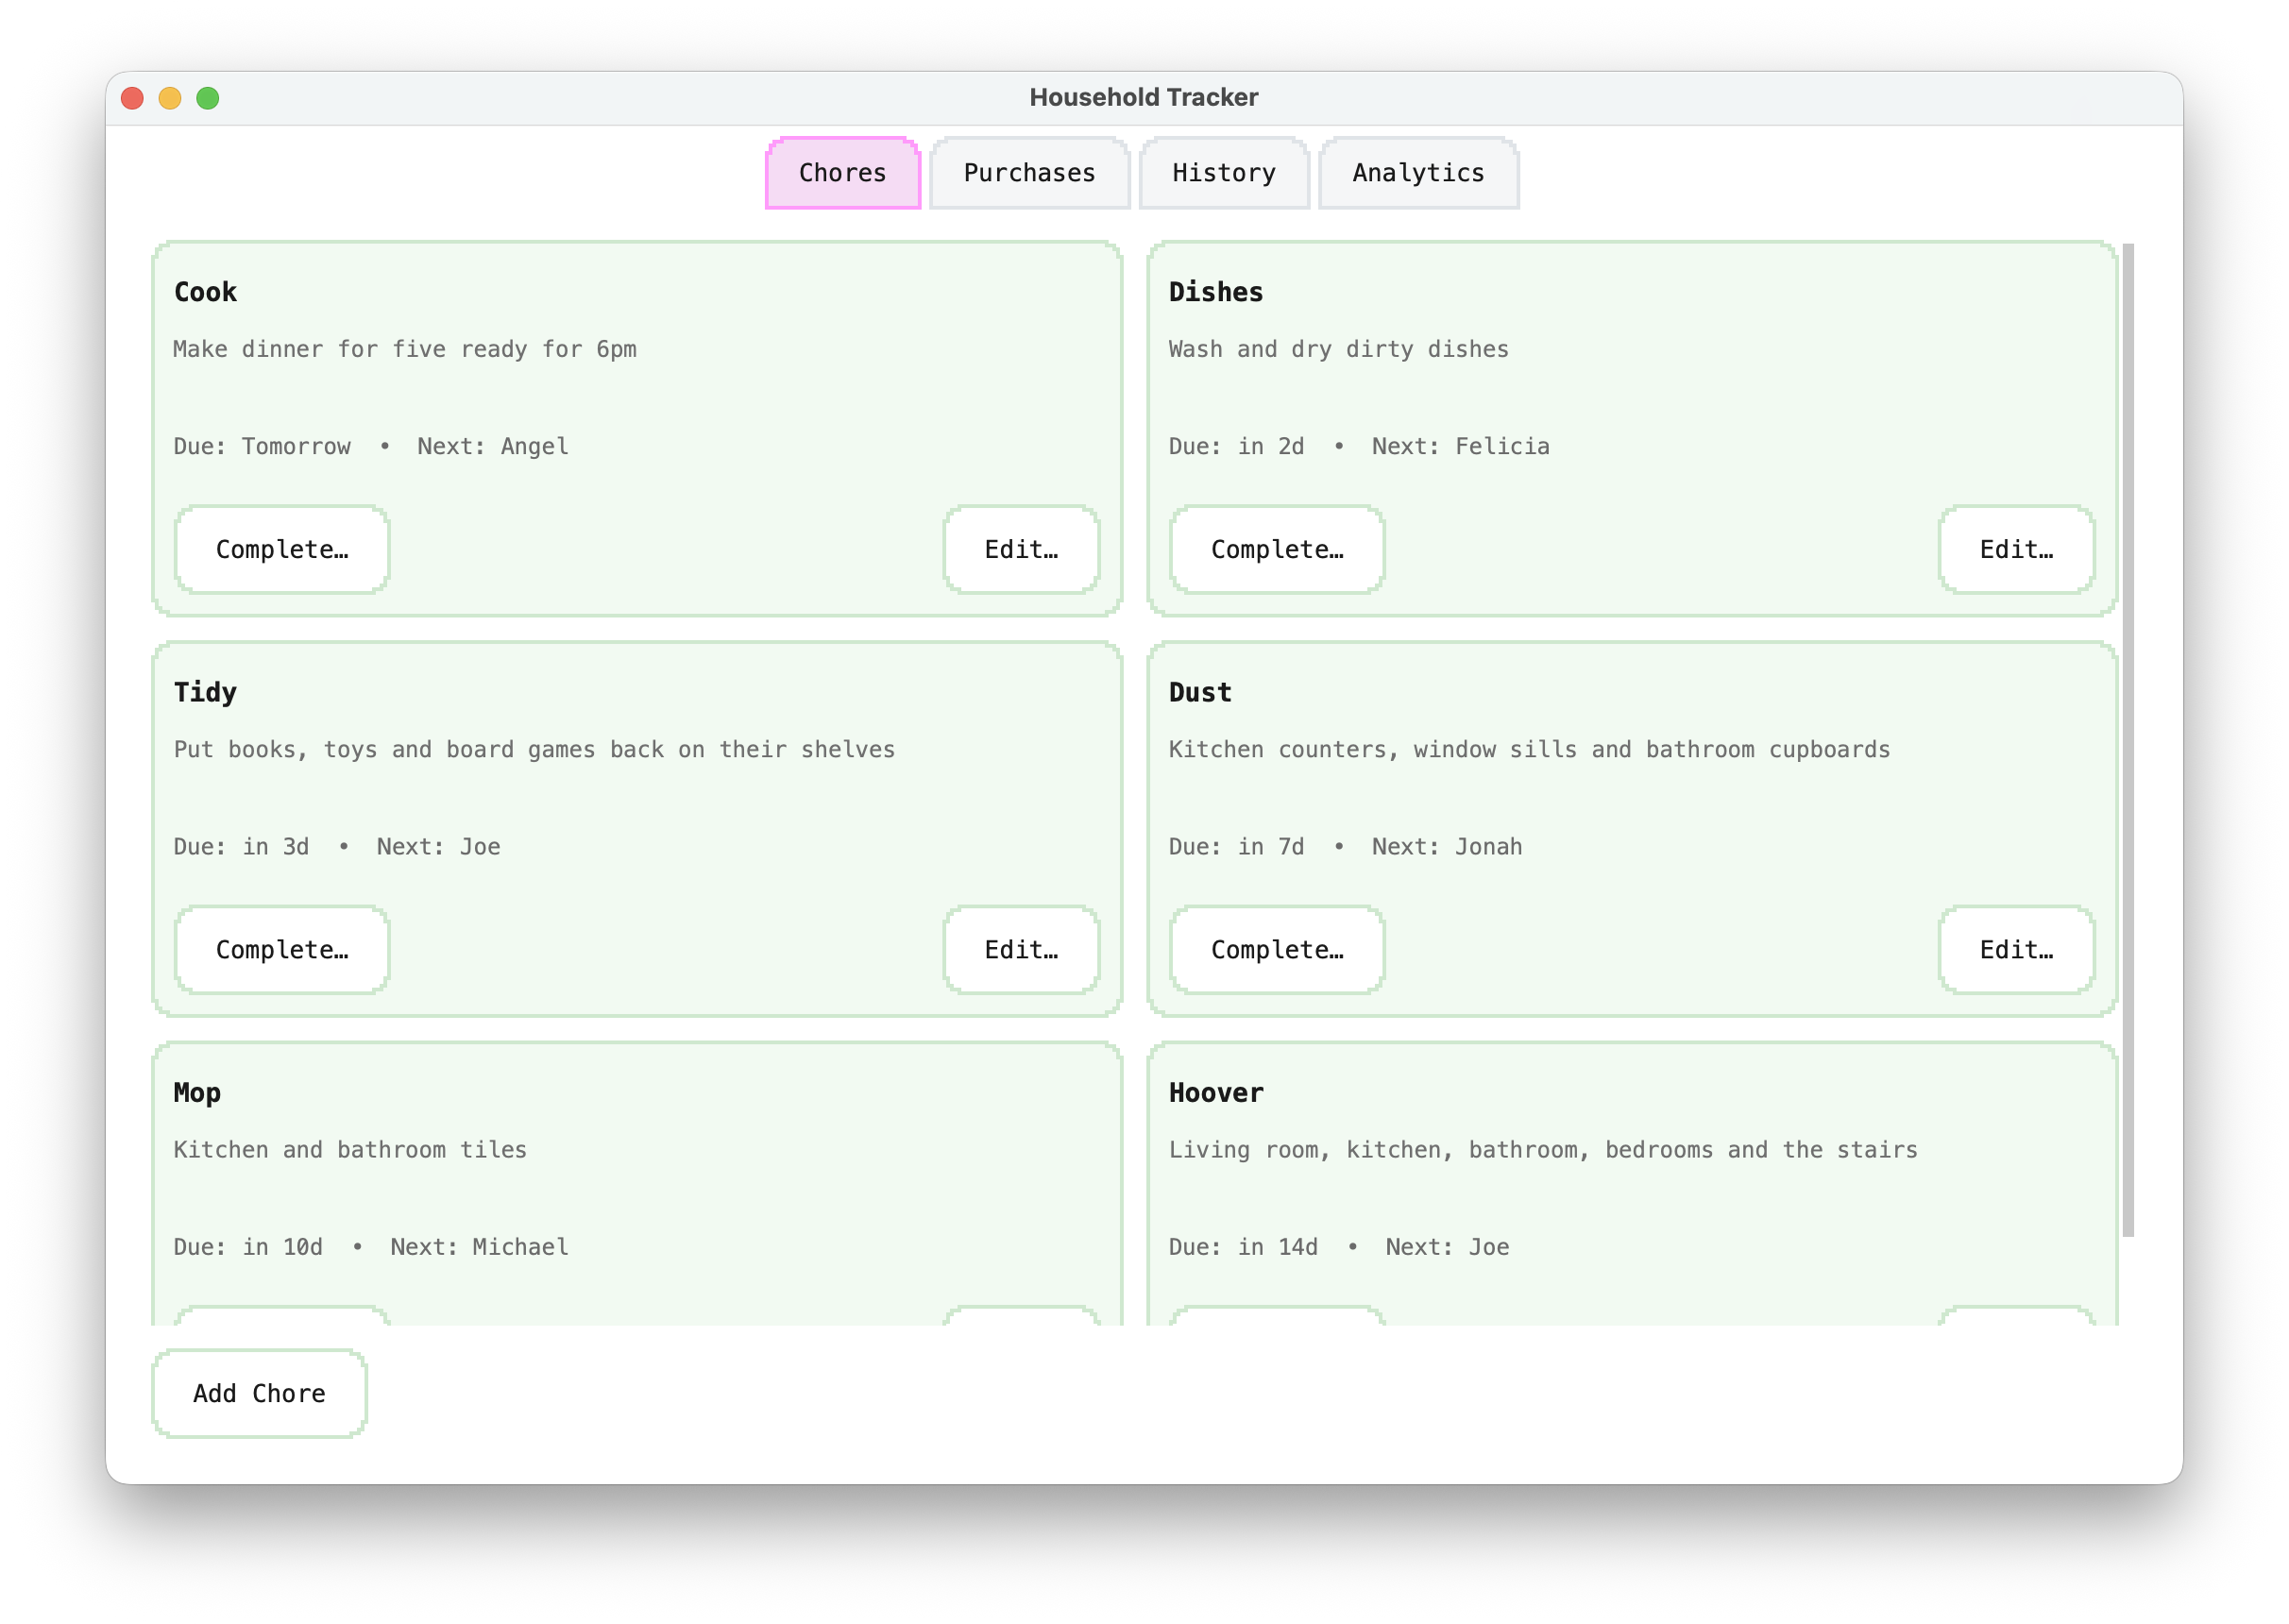 Household Tracker
Chores Purchases History Analytics
Cook
Make dinner for five ready for 6pm
Due: Tomorrow • Next: Angel
Complete… Edit…
Dishes
Wash and dry dirty dishes
Due: in 2d • Next: Felicia
Complete… Edit…
Tidy
Put books, toys and board games back on their shelves
Due: in 3d • Next: Joe
Complete… Edit…
Dust
Kitchen counters, window sills and bathroom cupboards
Due: in 7d • Next: Jonah
Complete… Edit…
Mop
Kitchen and bathroom tiles
Due: in 10d • Next: Michael
Hoover
Living room, kitchen, bathroom, bedrooms and the stairs
Due: in 14d • Next: Joe
Add Chore